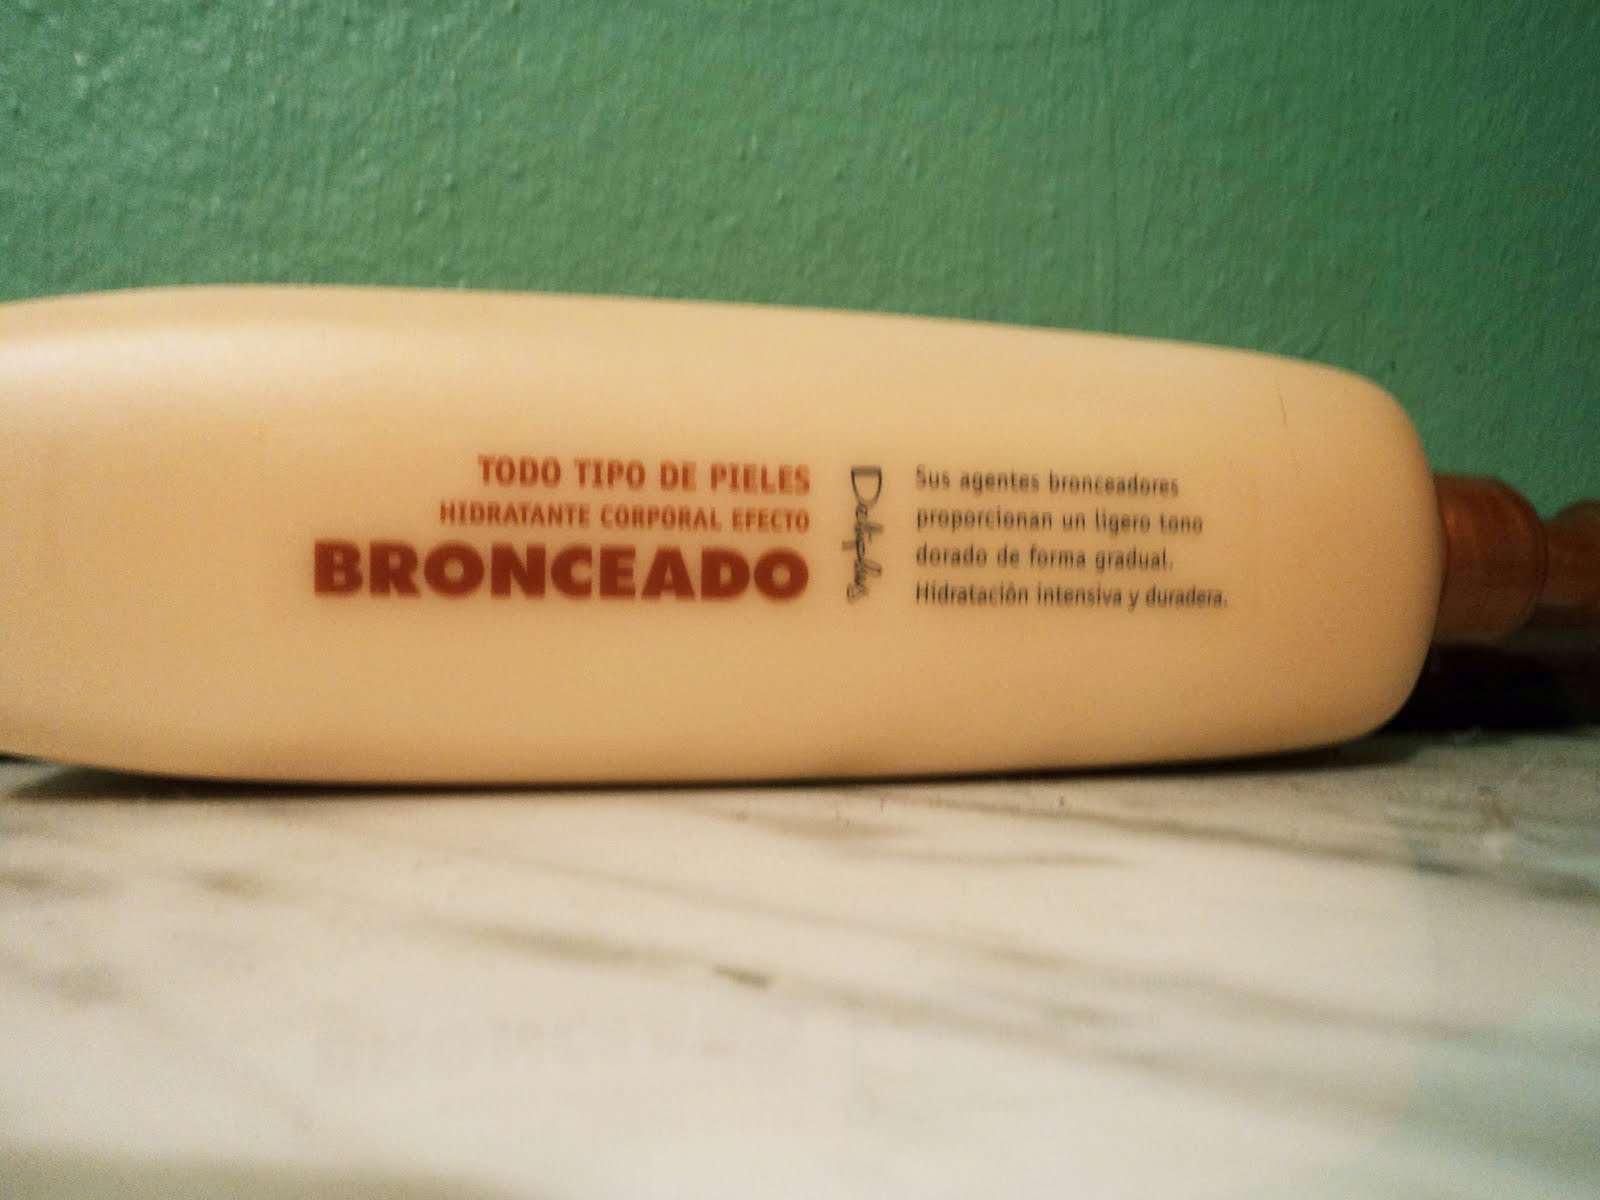 TODO TIPO DE PIELES
HIDRATANTE CORPORAL EFECTO
BRONCEADO
Deliplus
Sus agentes bronceadores
proporcionan un ligero tono
dorado de forma gradual.
Hidratación intensiva y duradera.